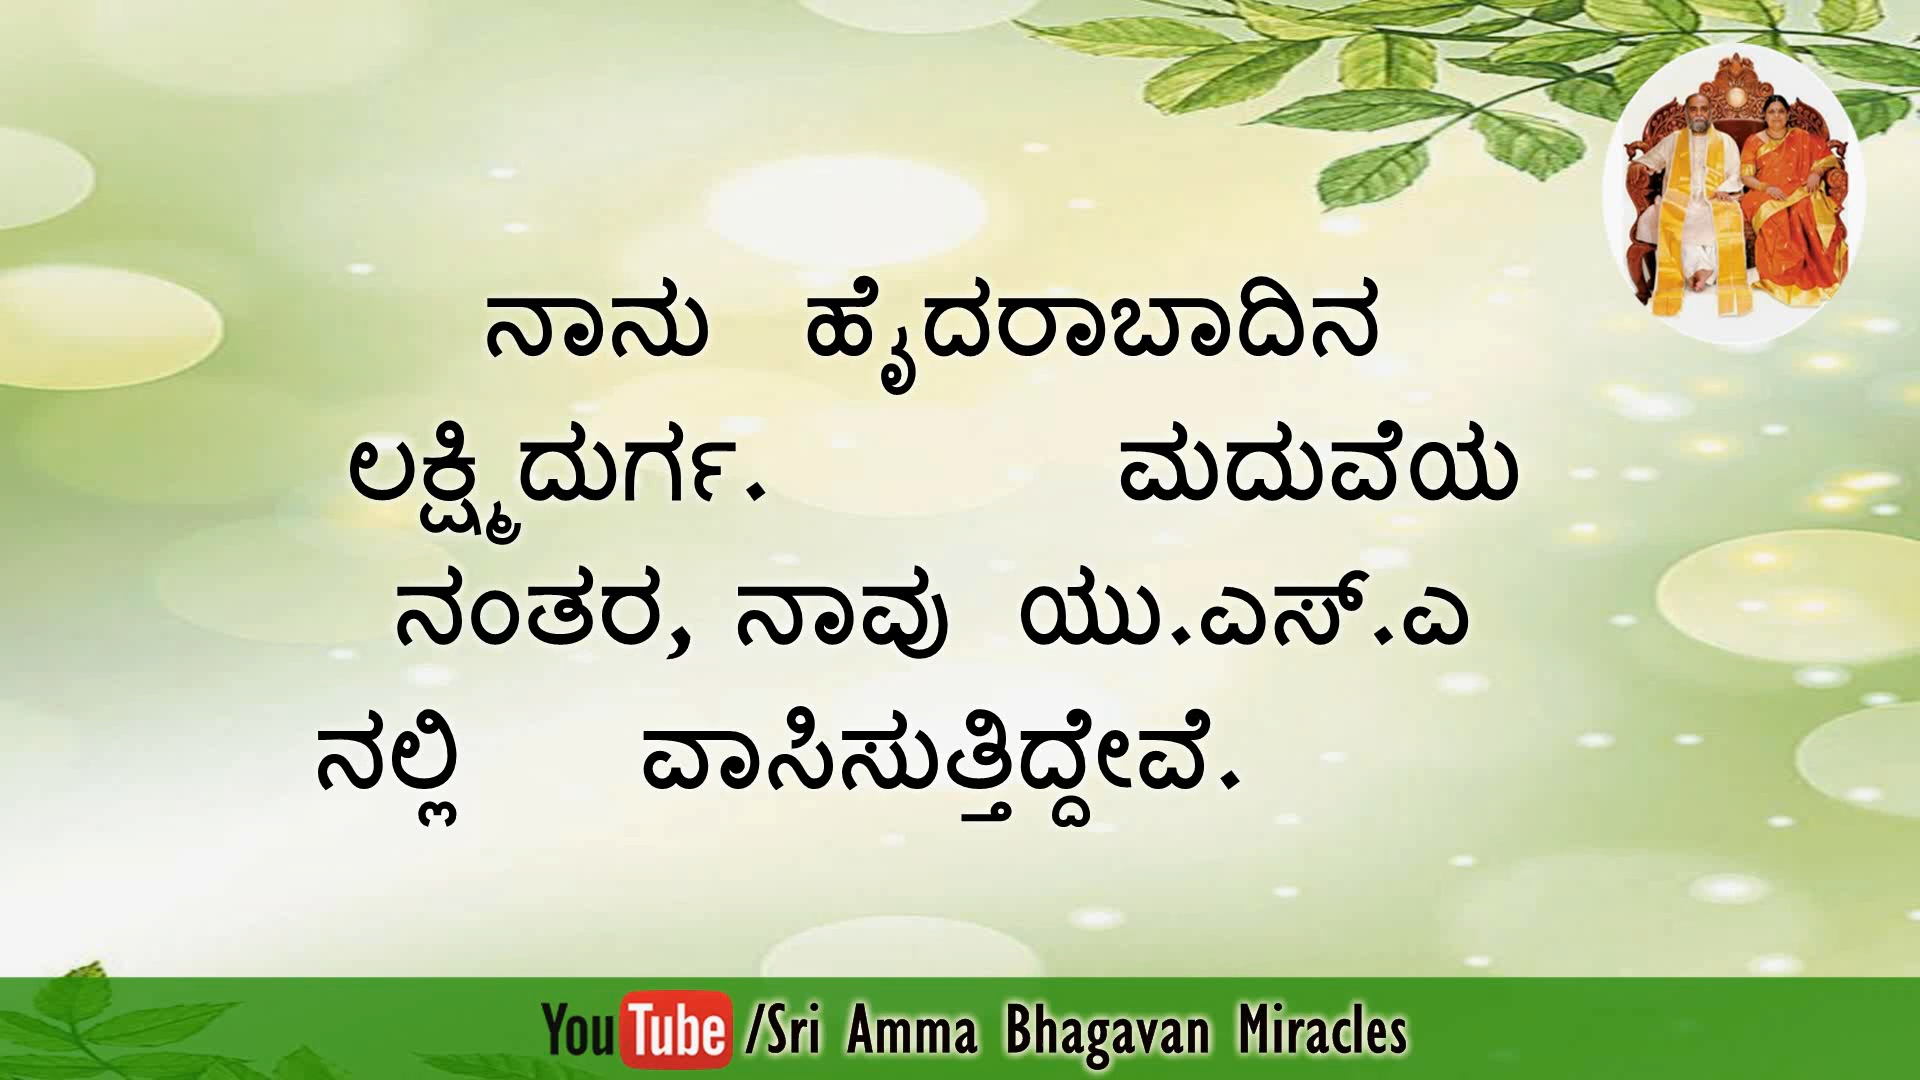 ನಾನು ಹೈದರಾಬಾದಿನ
ಲಕ್ಷ್ಮಿದುರ್ಗ. ಮದುವೆಯ
ನಂತರ, ನಾವು ಯು.ಎಸ್.ಎ
ನಲ್ಲಿ ವಾಸಿಸುತ್ತಿದ್ದೇವೆ.
YouTube /Sri Amma Bhagavan Miracles